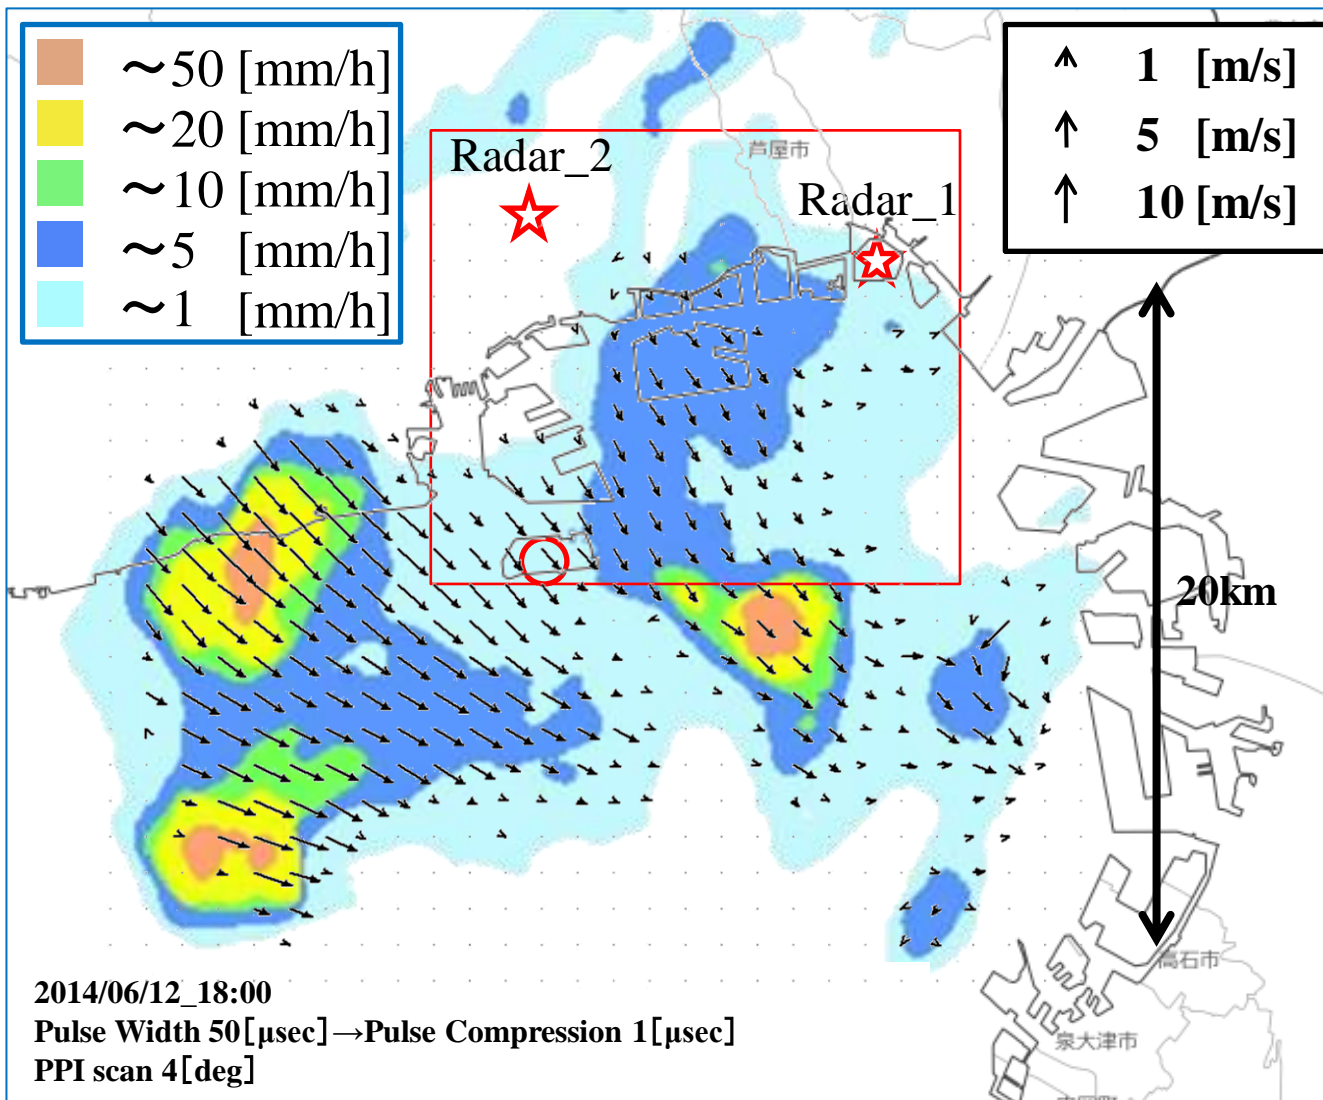 ～50 [mm/h]
～20 [mm/h]
～10 [mm/h]
～5 [mm/h]
～1 [mm/h]
1 [m/s]
5 [m/s]
10 [m/s]
芦屋市
Radar_2
Radar_1
20km
高石市
2014/06/12_18:00
Pulse Width 50[μsec]→Pulse Compression 1[μsec]
PPI scan 4[deg]
泉大津市